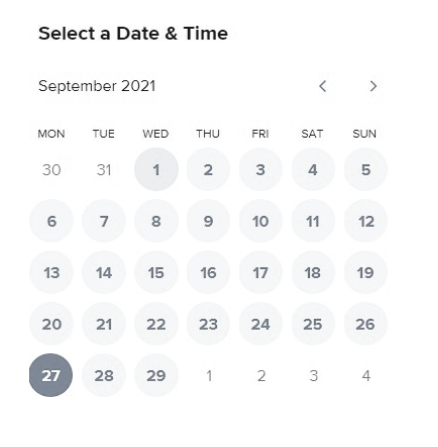 Select a Date & Time
September 2021
MON TUE WED THU FRI SAT SUN
30 31 1 2 3 4 5
6 7 8 9 10 11 12
13 14 15 16 17 18 19
20 21 22 23 24 25 26
27 28 29 1 2 3 4